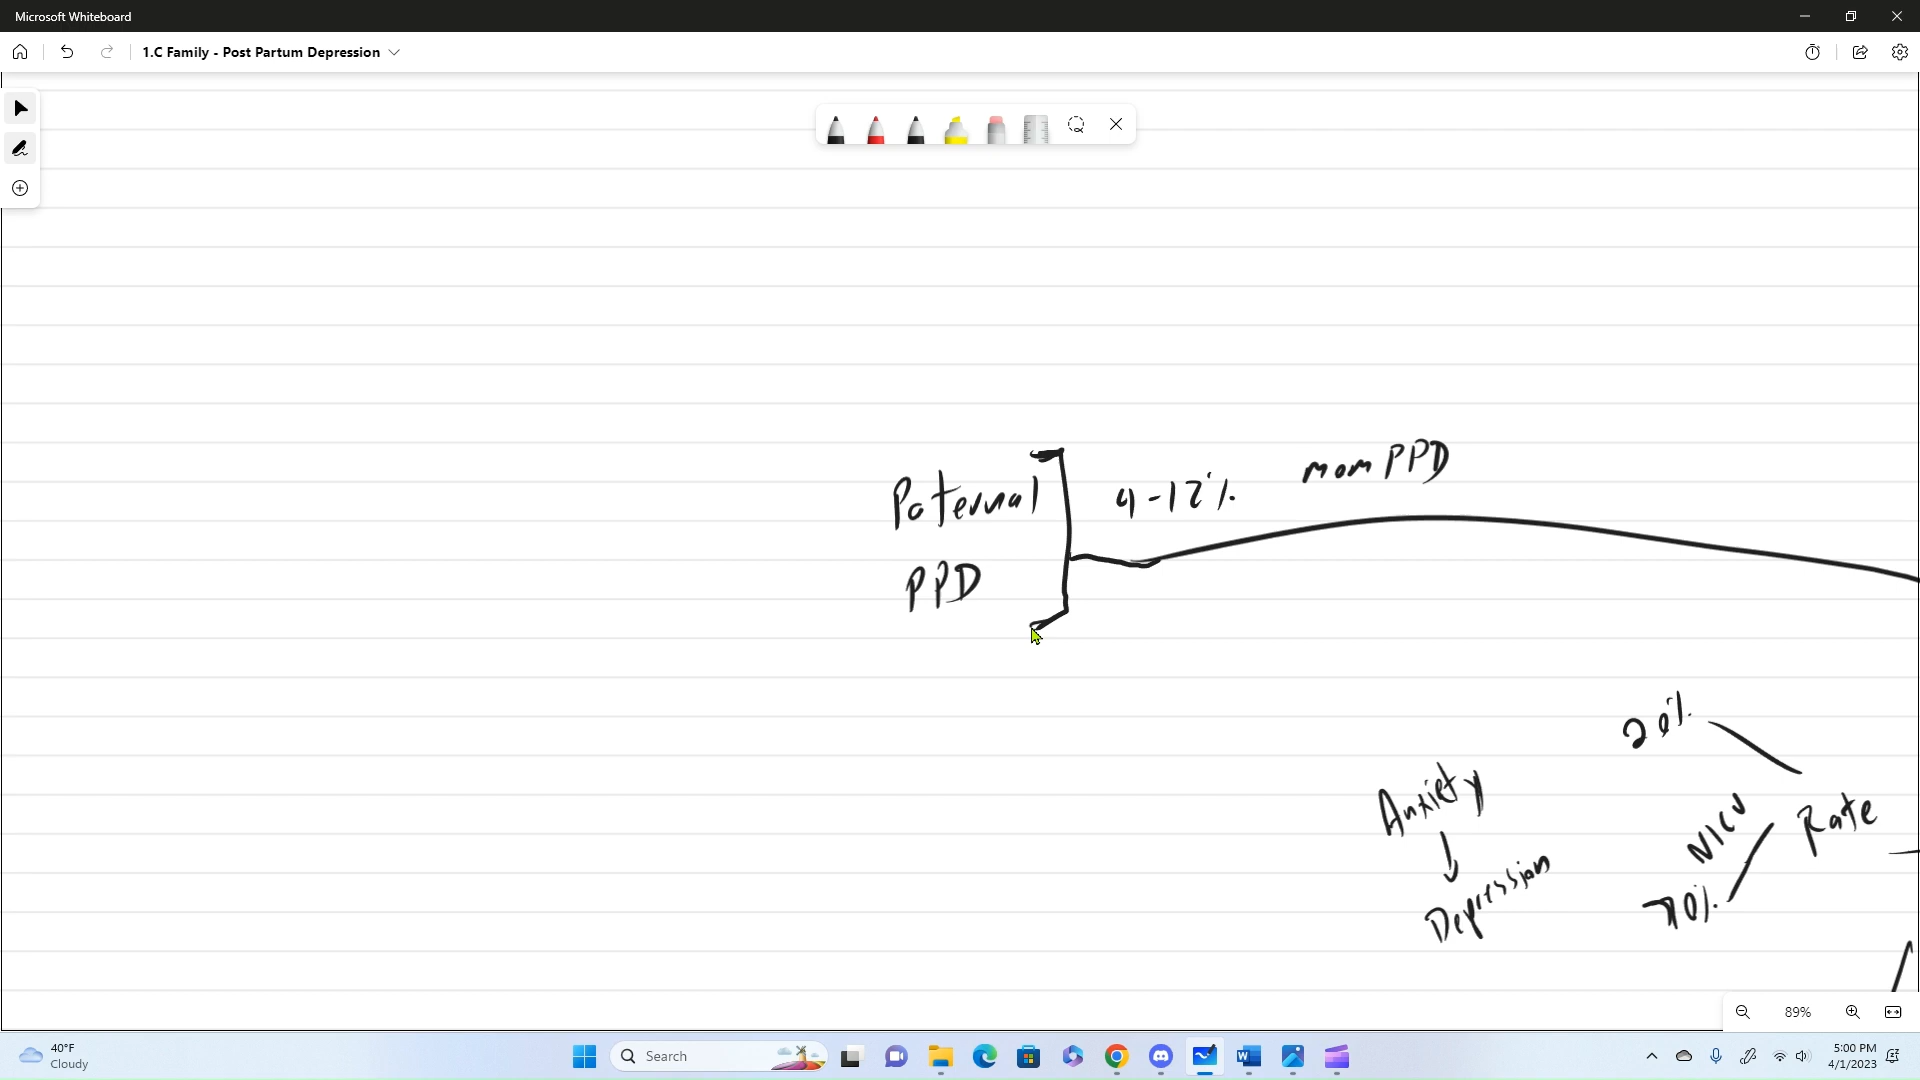 Microsoft Whiteboard
1.C Family - Post Partum Depression
mom PPD
Paternal
4-12%
PPD
20%
Anxiety
NICU
Rate
Depression
70%
89%
40°F
Cloudy
Search
5:00 PM
4/1/2023